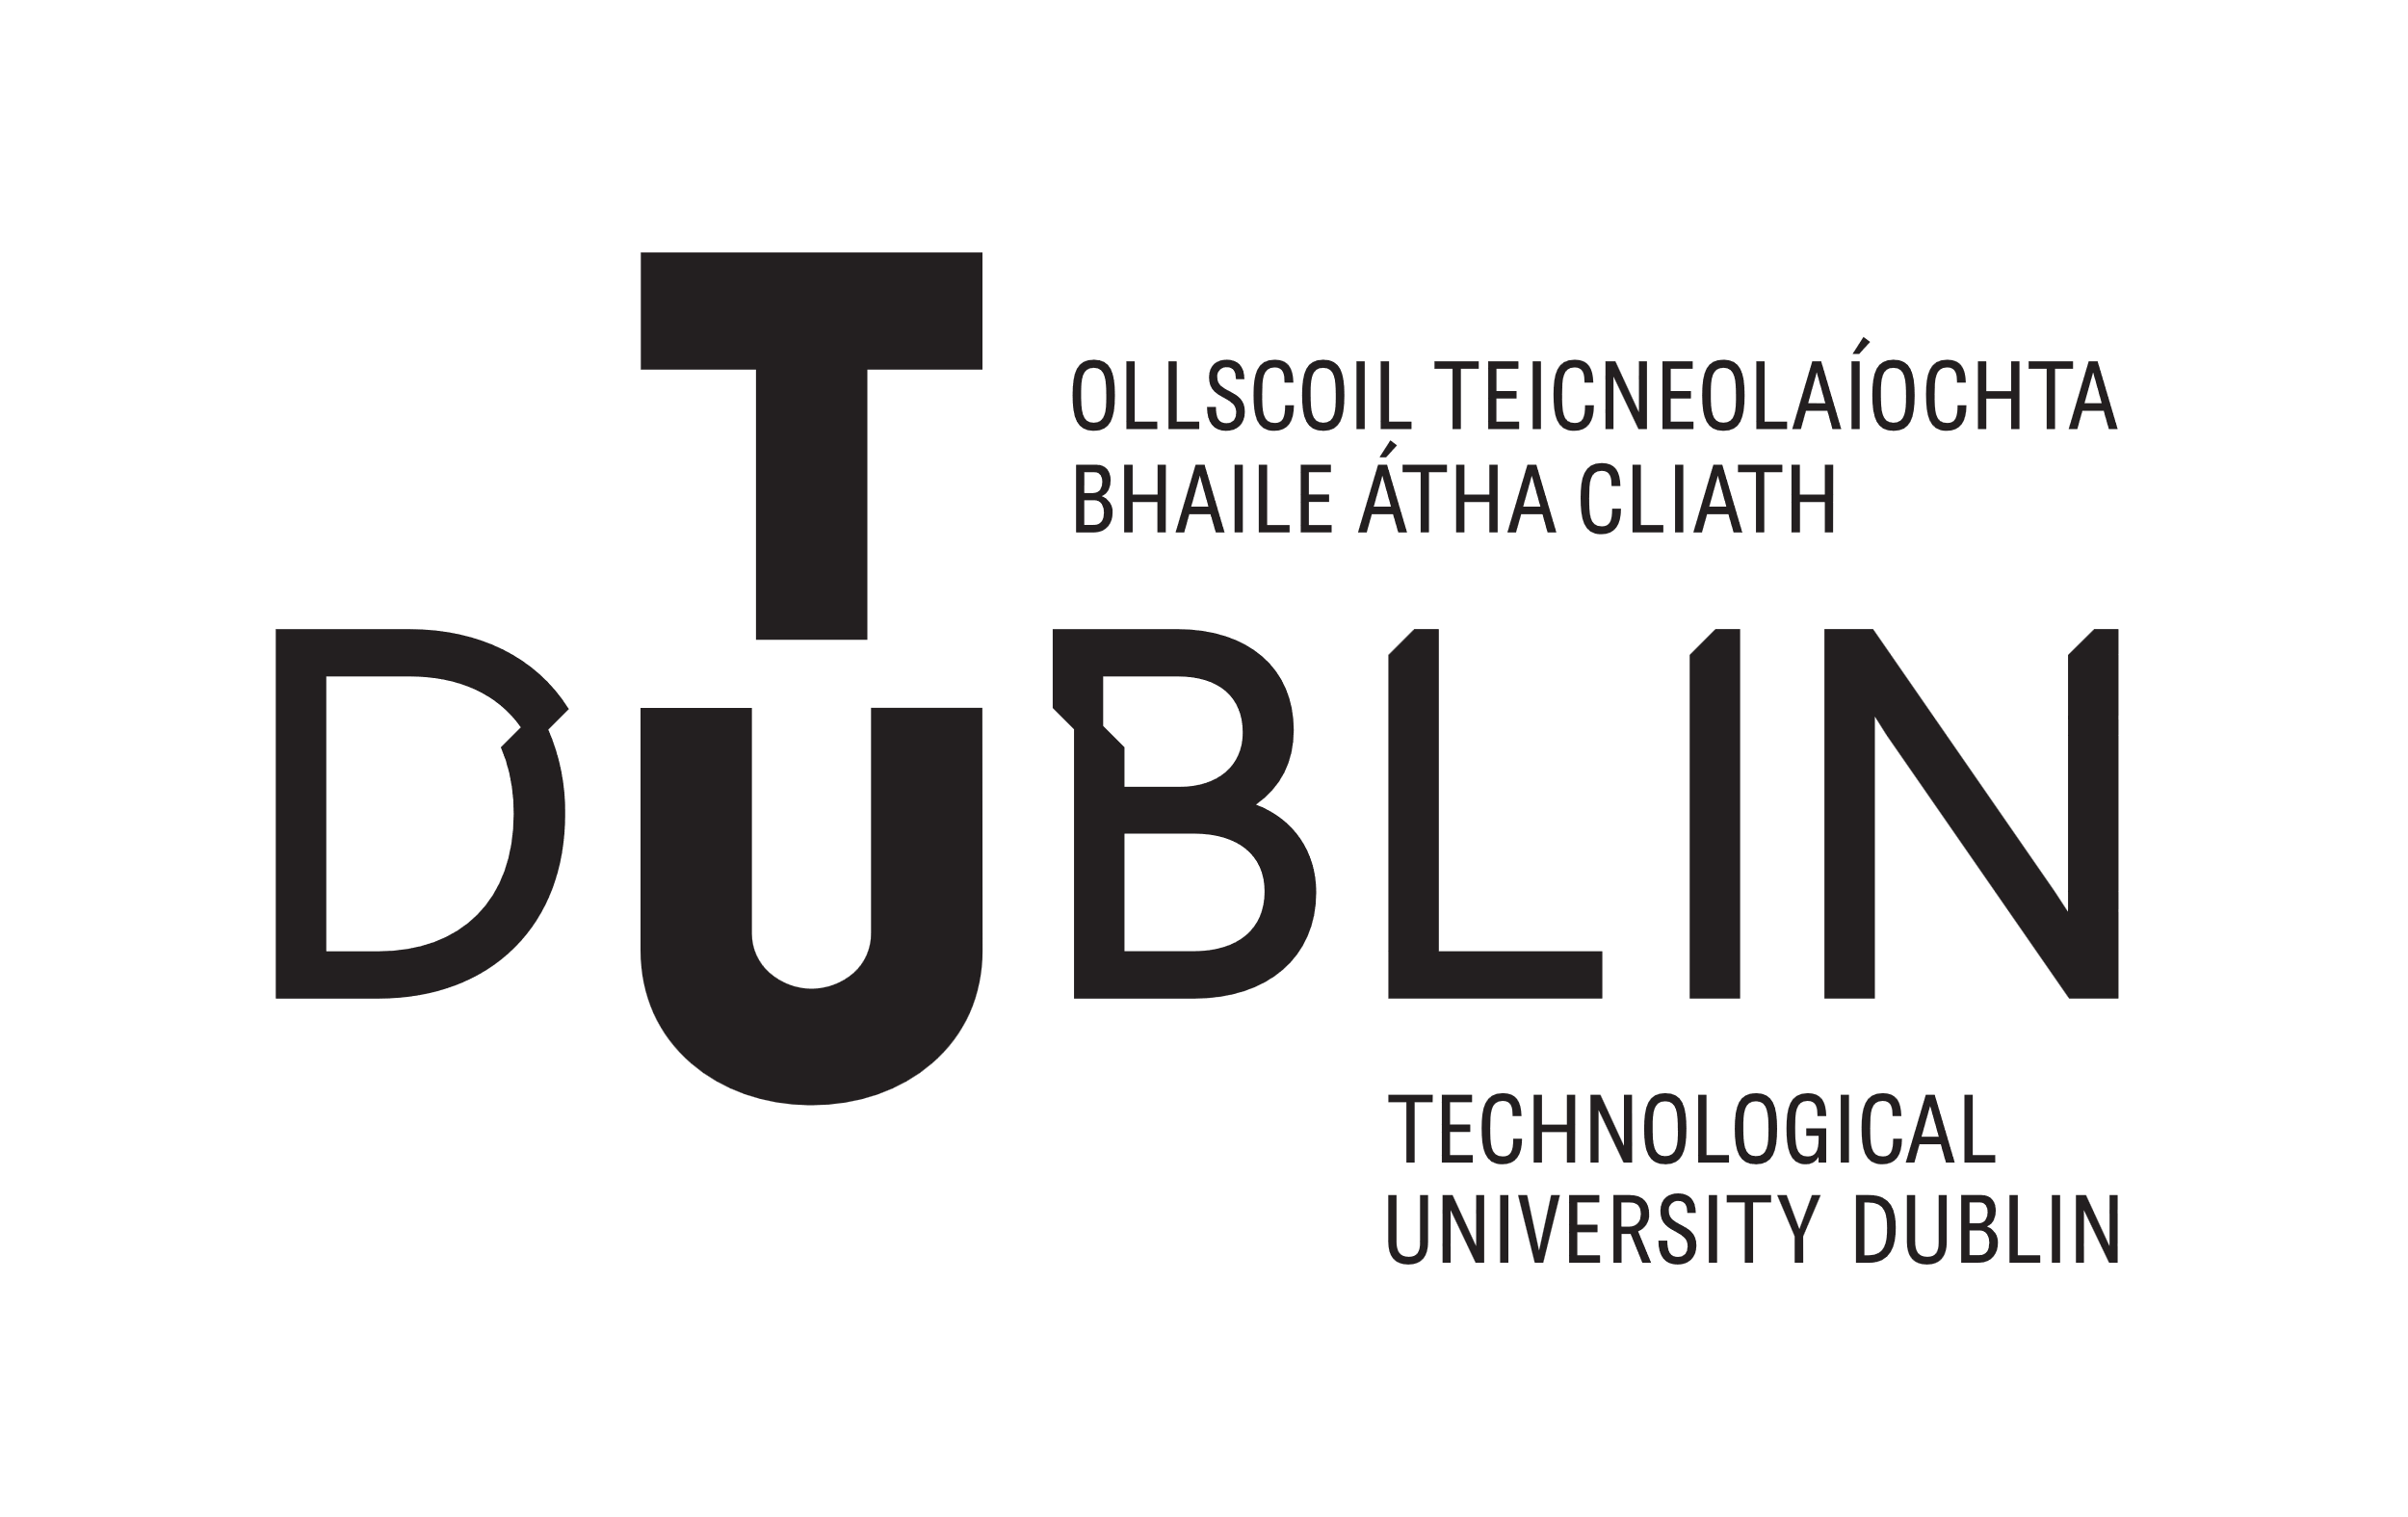 T
OLLSCOIL TEICNEOLAÍOCHTA
BHAILE ÁTHA CLIATH
DUBLIN
TECHNOLOGICAL
UNIVERSITY DUBLIN